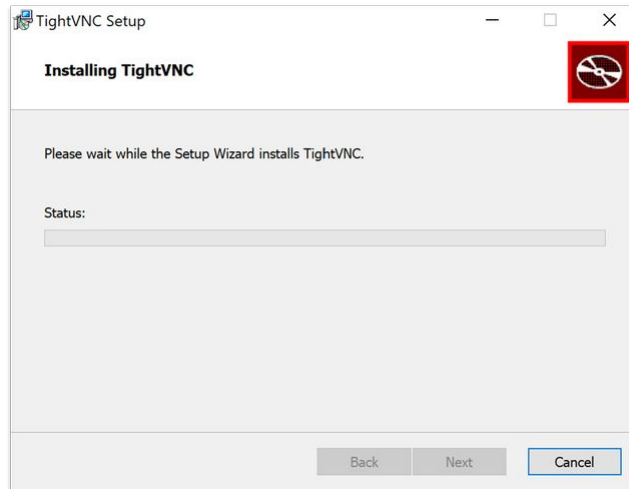 TightVNC Setup
Installing TightVNC
Please wait while the Setup Wizard installs TightVNC.
Status:
Back Next Cancel